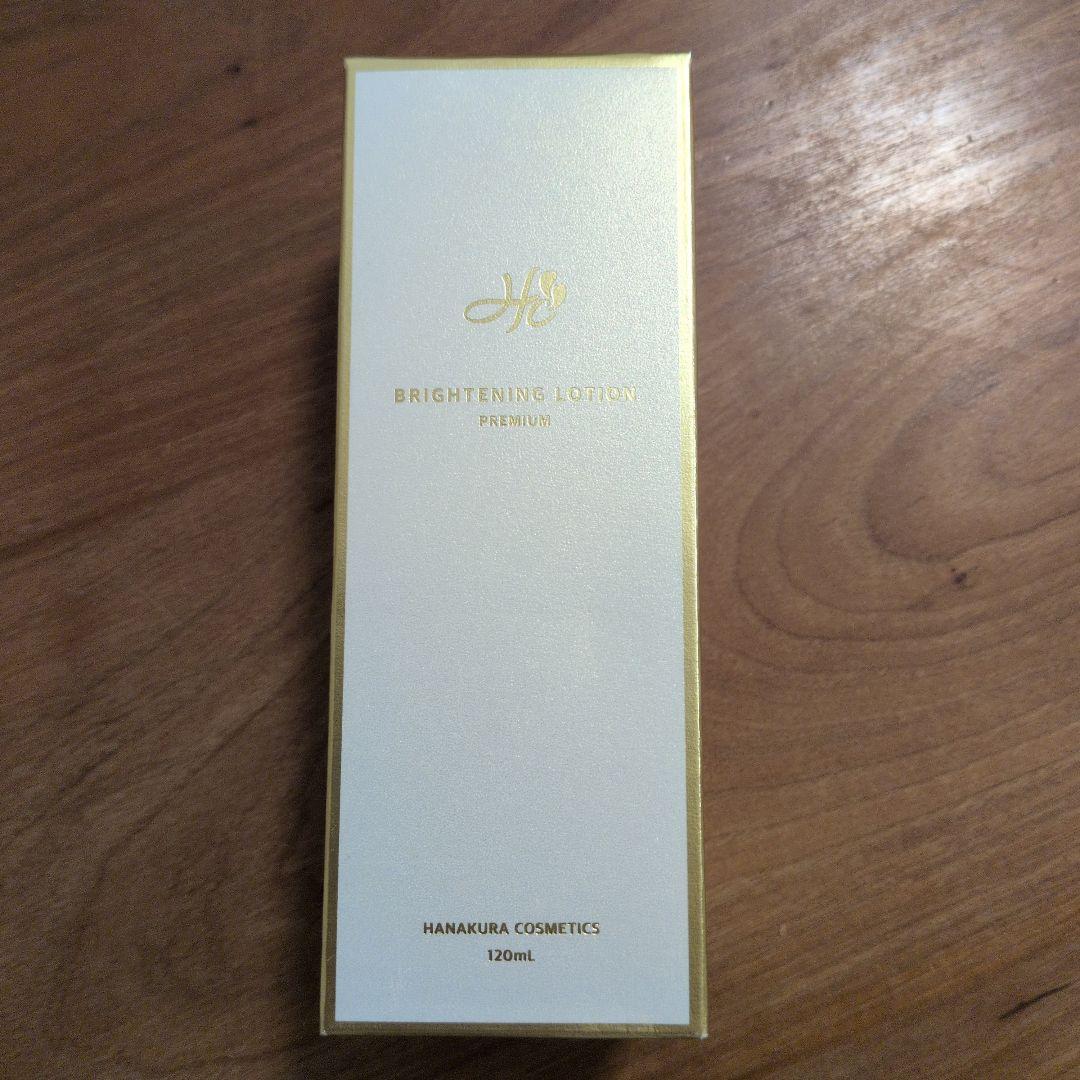 BRIGHTENING LOTION
PREMIUM
HANAKURA COSMETICS
120mL